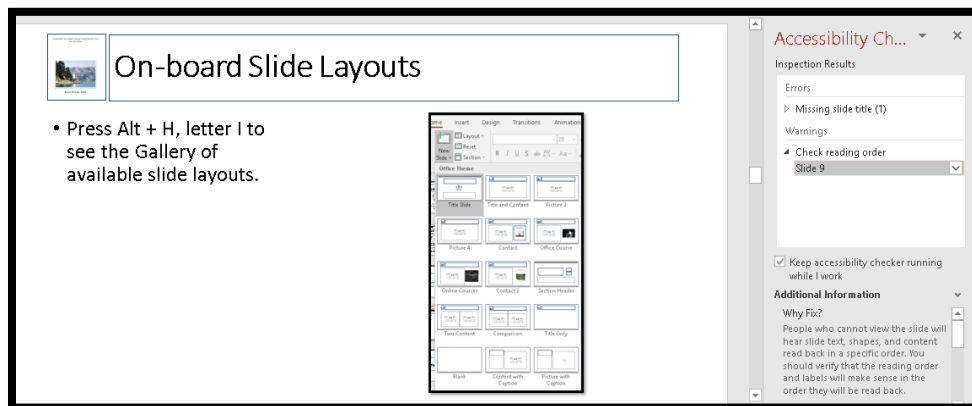 On-board Slide Layouts
• Press Alt + H, letter I to
see the Gallery of
available slide layouts.
Insert Design Transitions Animation
New
Slide
Layout
Reset
Section
28
B I U S abc AV Aa
Office Theme
Title Slide Title and Content Picture 2
Picture 4 Contact Office Course
Online Courses Contact 2 Section Header
Two Content Comparison Title Only
Blank Content with Caption Picture with Caption
Accessibility Ch...
Inspection Results
Errors
Missing slide title (1)
Warnings
Check reading order
Slide 9
Keep accessibility checker running
while I work
Additional Information
Why Fix?
People who cannot view the slide will
hear slide text, shapes, and content
read back in a specific order. You
should verify that the reading order
and labels will make sense in the
order they will be read back.